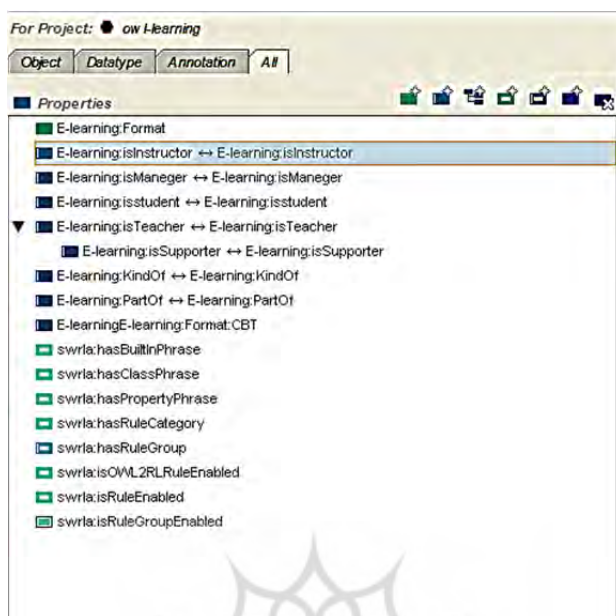 For Project: ow l-learning
Object Datatype Annotation All
Properties
E-learning:Format
E-learning:isInstructor ↔ E-learning:isInstructor
E-learning:isManeger ↔ E-learning:isManeger
E-learning:isstudent ↔ E-learning:isstudent
E-learning:isTeacher ↔ E-learning:isTeacher
E-learning:isSupporter ↔ E-learning:isSupporter
E-learning:KindOf ↔ E-learning:KindOf
E-learning:PartOf ↔ E-learning:PartOf
E-learningE-learning:Format:CBT
swrla:hasBuiltInPhrase
swrla:hasClassPhrase
swrla:hasPropertyPhrase
swrla:hasRuleCategory
swrla:hasRuleGroup
swrla:isOWL2RLRuleEnabled
swrla:isRuleEnabled
swrla:isRuleGroupEnabled